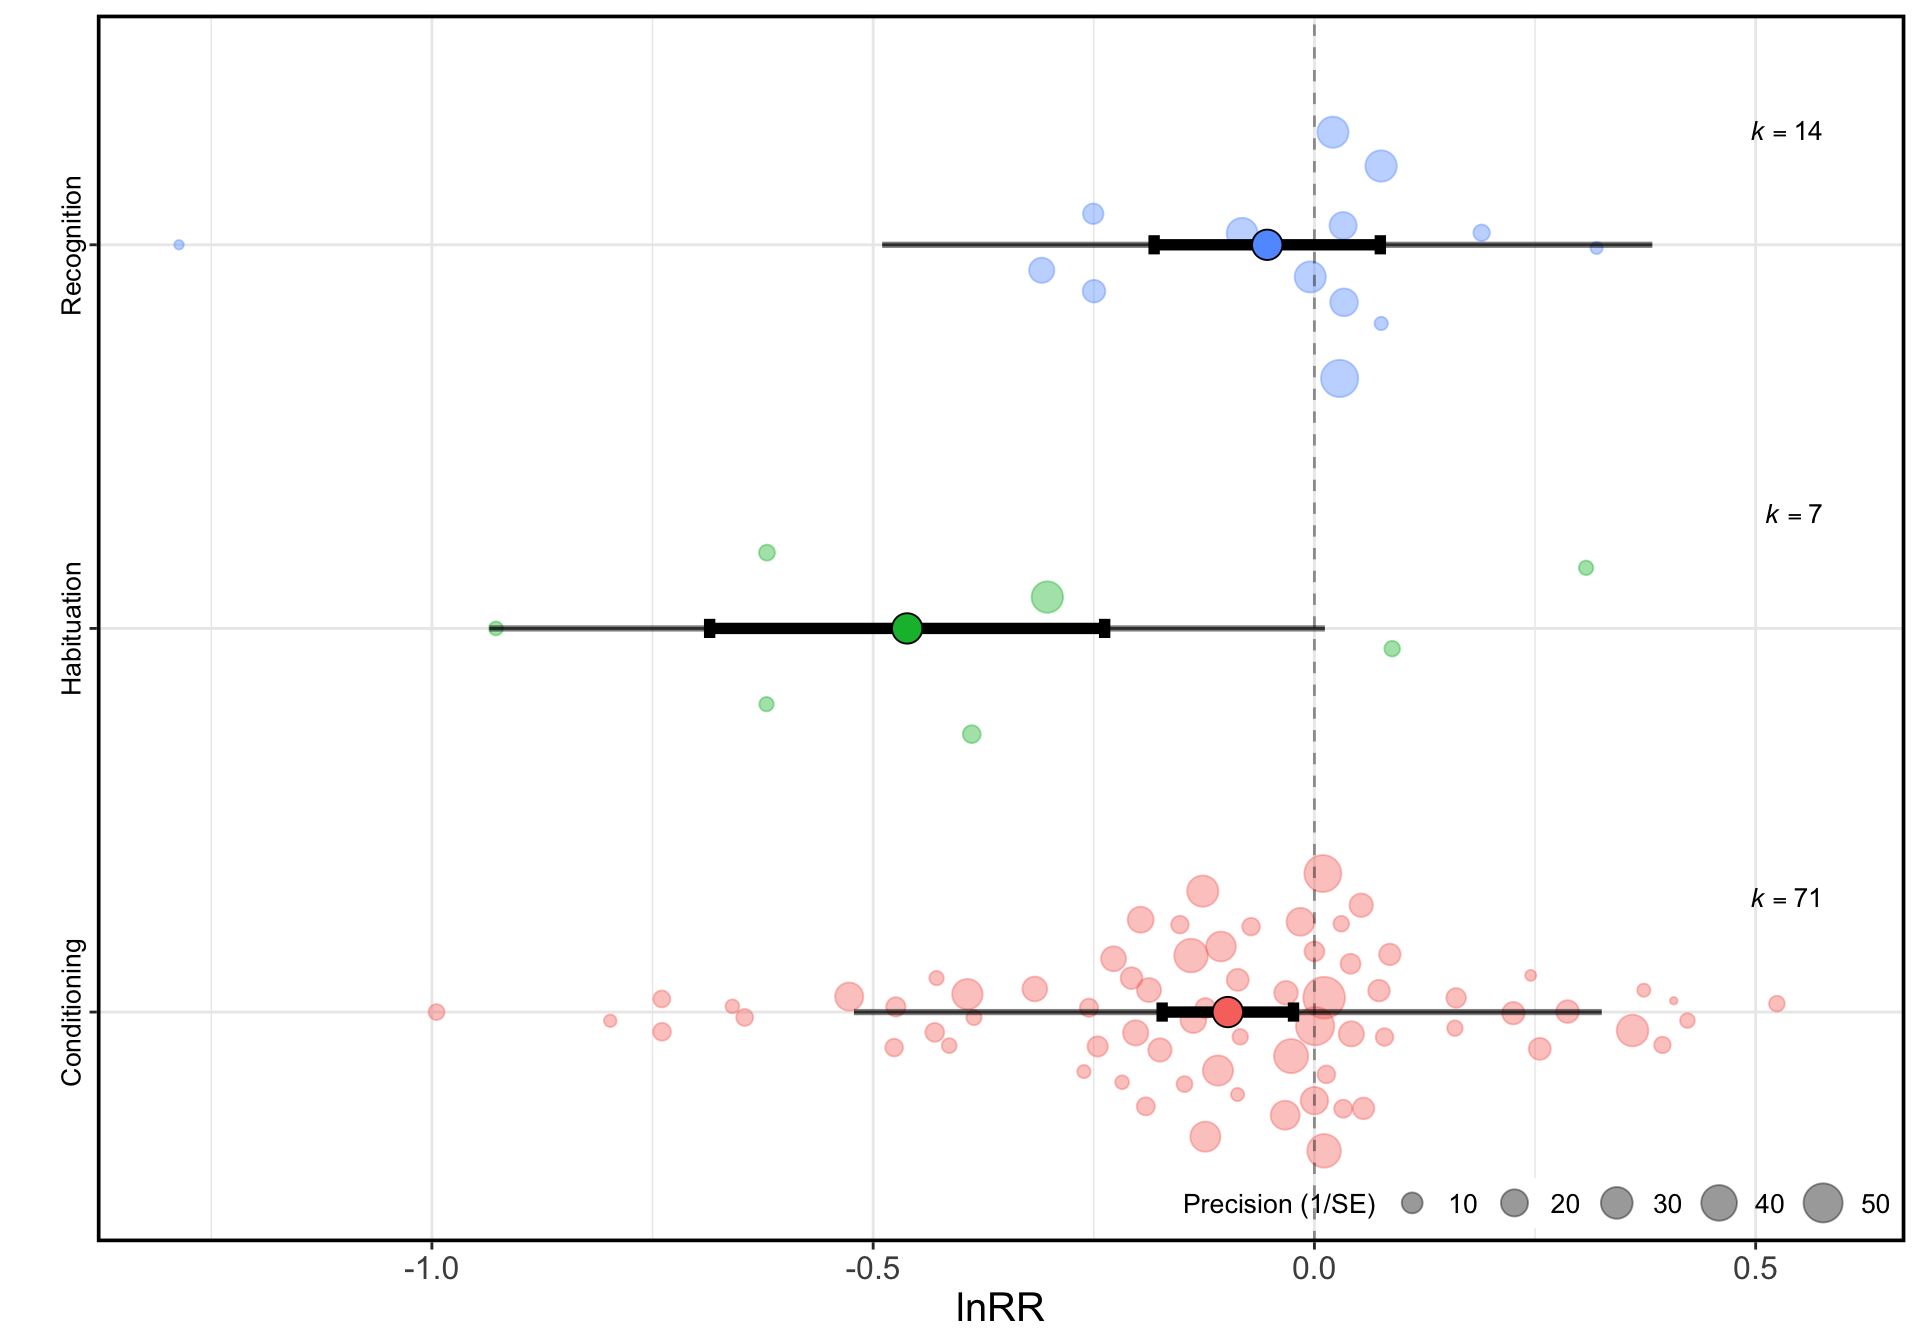 k = 14
Recognition
k = 7
Habituation
k = 71
Conditioning
Precision (1/SE) 10 20 30 40 50
-1.0 -0.5 0.0 0.5
lnRR